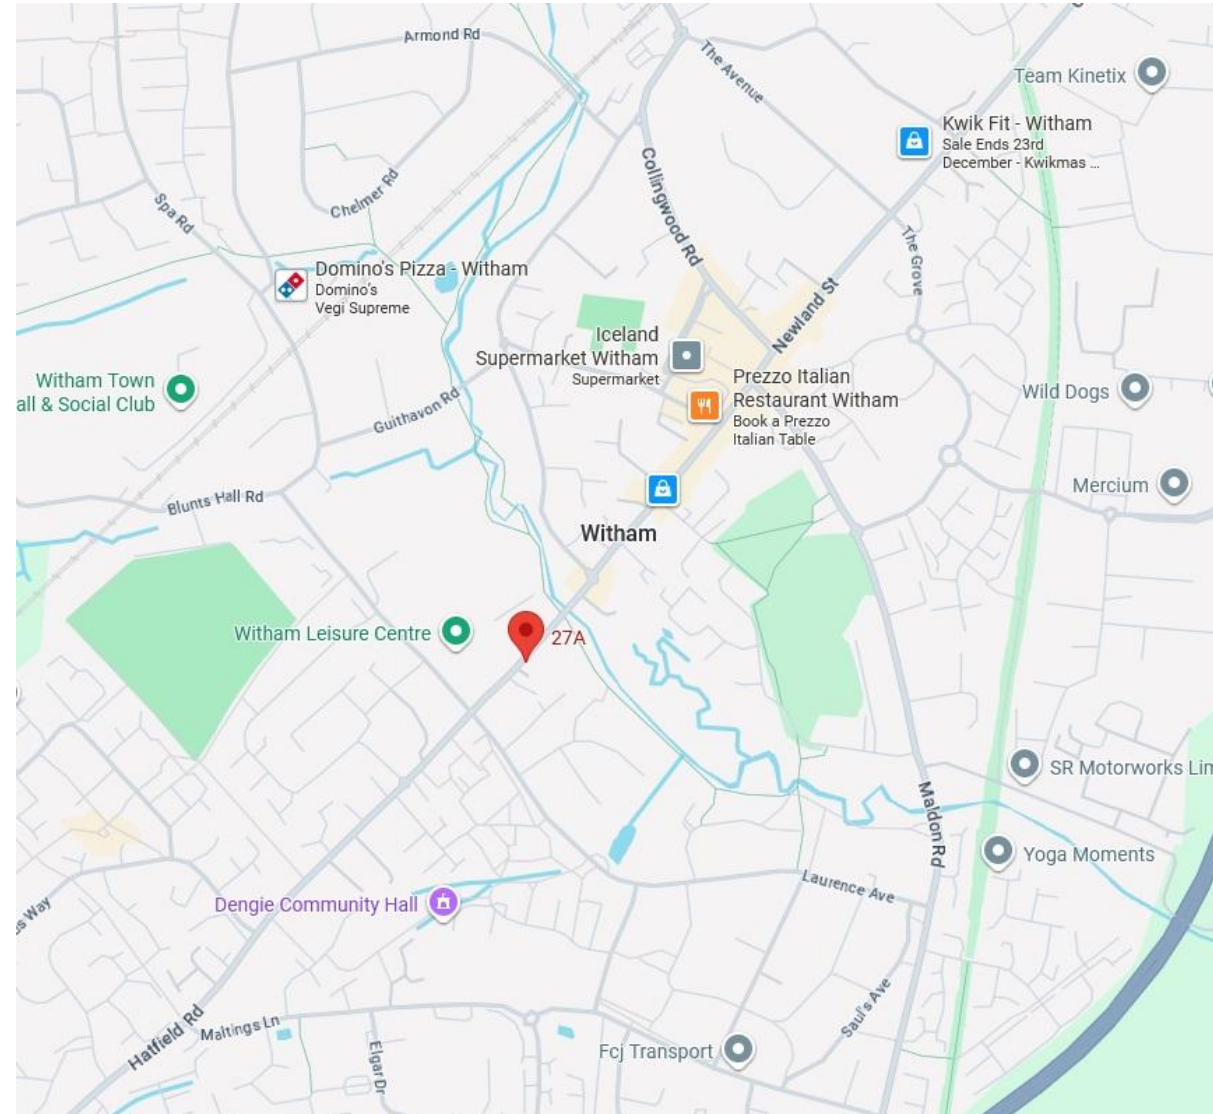 Armond Rd
The Avenue
Team Kinetix
Kwik Fit - Witham
Sale Ends 23rd
December - Kwikmas ...
Collingwood Rd
Chelmer Rd
Spa Rd
The Grove
Domino's Pizza - Witham
Domino's
Vegi Supreme
Newland St
Iceland
Supermarket Witham
Supermarket
Witham Town
all & Social Club
Prezzo Italian
Restaurant Witham
Book a Prezzo
Italian Table
Wild Dogs
Guithavon Rd
Mercium
Blunts Hall Rd
Witham
Witham Leisure Centre
27A
SR Motorworks Lim
Maldon Rd
Yoga Moments
Laurence Ave
Dengie Community Hall
us Way
Saul's Ave
Hatfield Rd
Maltings Ln
Elgar Dr
Fcj Transport